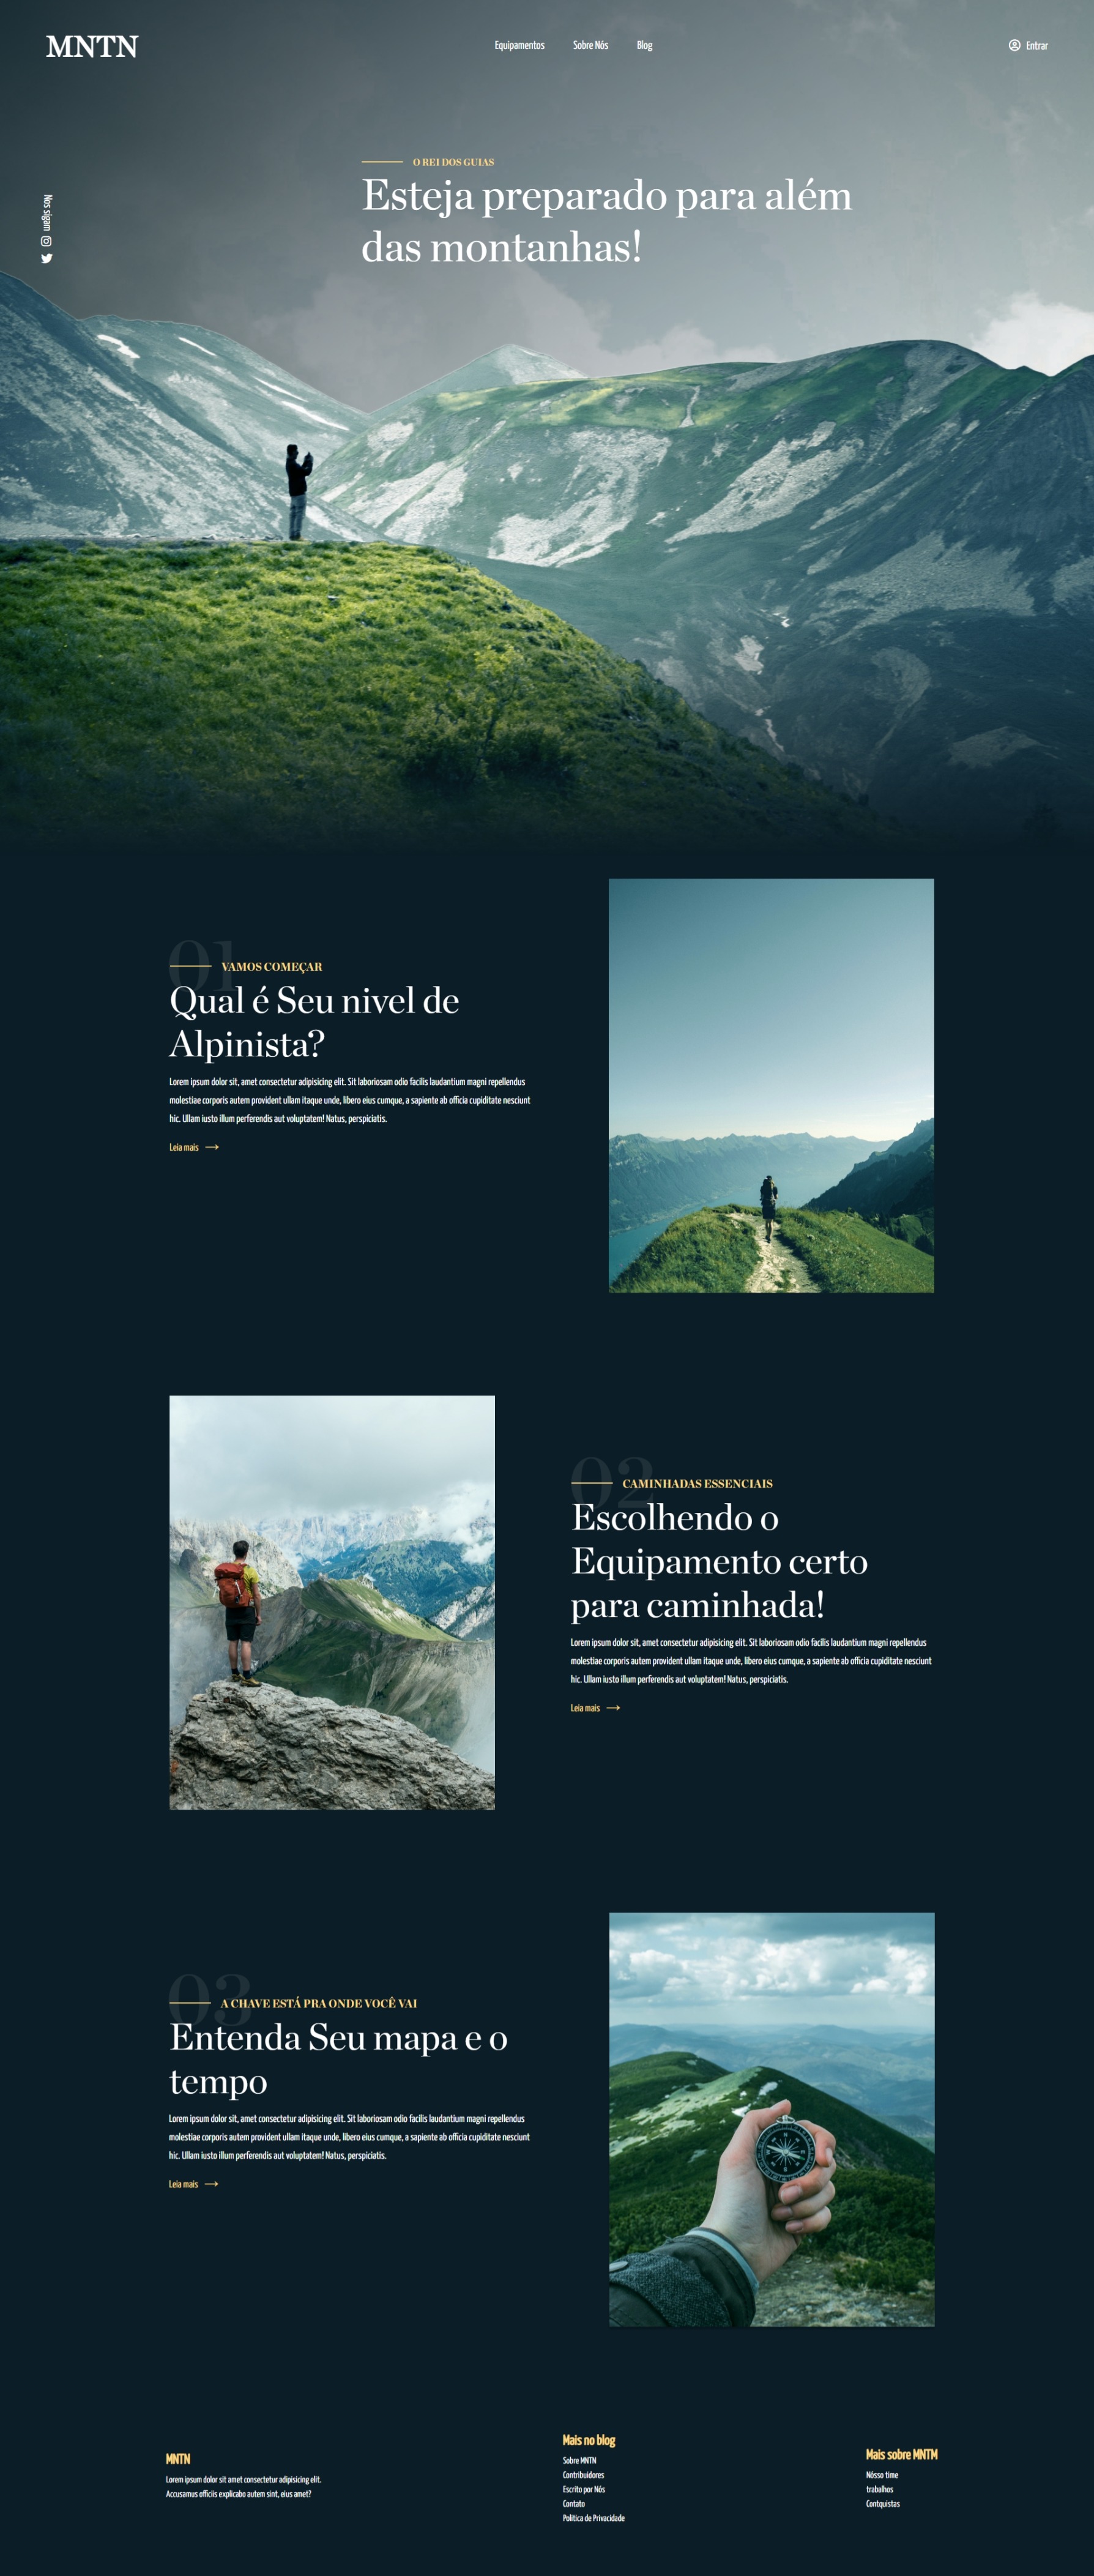 MNTN
Equipamentos
Sobre Nós
Blog
Entrar
Nos sigam
O REI DOS GUIAS
Esteja preparado para além
das montanhas!
01
VAMOS COMEÇAR
Qual é Seu nivel de
Alpinista?
Lorem ipsum dolor sit, amet consectetur adipisicing elit. Sit laboriosam odio facilis laudantium magni repellendus
molestiae corporis autem provident ullam itaque unde, libero eius cumque, a sapiente ab officia cupiditate nesciunt
hic. Ullam iusto illum perferendis aut voluptatem! Natus, perspiciatis.
Leia mais
02
CAMINHADAS ESSENCIAIS
Escolhendo o
Equipamento certo
para caminhada!
Lorem ipsum dolor sit, amet consectetur adipisicing elit. Sit laboriosam odio facilis laudantium magni repellendus
molestiae corporis autem provident ullam itaque unde, libero eius cumque, a sapiente ab officia cupiditate nesciunt
hic. Ullam iusto illum perferendis aut voluptatem! Natus, perspiciatis.
Leia mais
03
A CHAVE ESTÁ PRA ONDE VOCÊ VAI
Entenda Seu mapa e o
tempo
Lorem ipsum dolor sit, amet consectetur adipisicing elit. Sit laboriosam odio facilis laudantium magni repellendus
molestiae corporis autem provident ullam itaque unde, libero eius cumque, a sapiente ab officia cupiditate nesciunt
hic. Ullam iusto illum perferendis aut voluptatem! Natus, perspiciatis.
Leia mais
MNTN
Lorem ipsum dolor sit amet consectetur adipisicing elit.
Accusamus officiis explicabo autem sint, eius amet?
Mais no blog
Sobre MNTN
Contribuidores
Escrito por Nós
Contato
Politica de Privacidade
Mais sobre MNTM
Nósso time
trabalhos
Contquistas